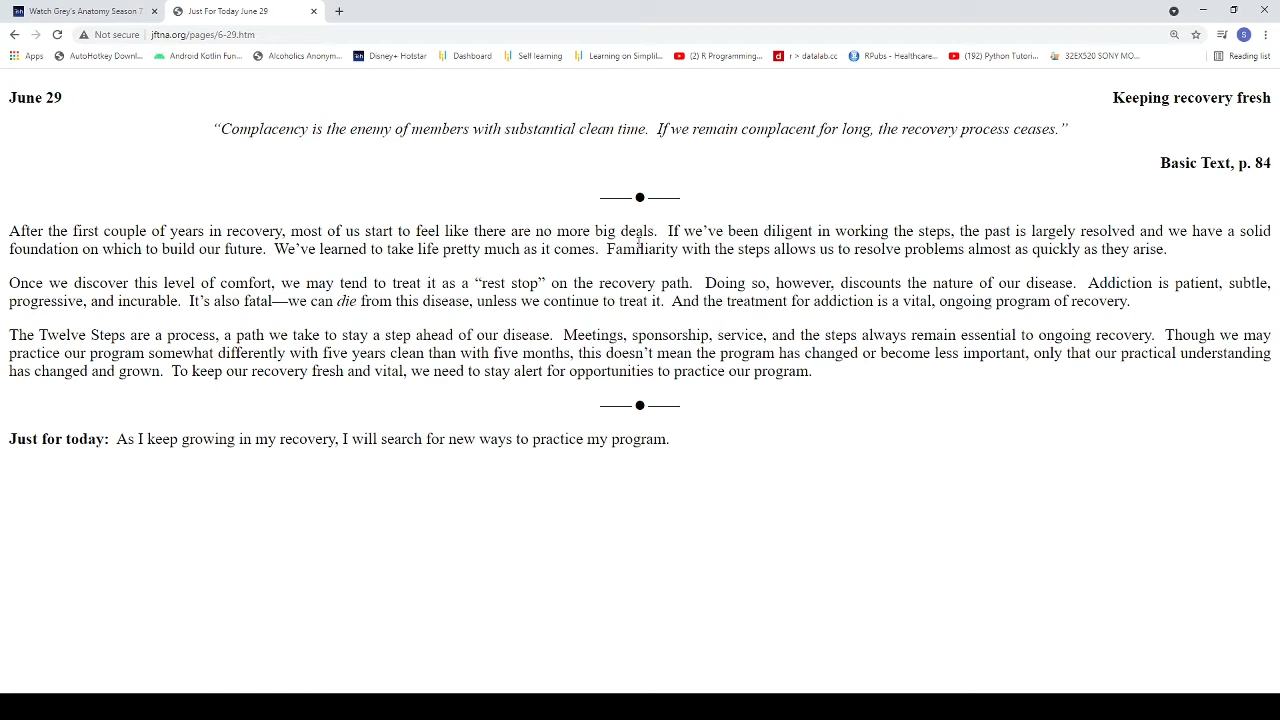 Watch Grey's Anatomy Season 7
Just For Today June 29
Not secure
jftna.org/pages/6-29.htm
S
Apps
AutoHotkey Downl...
Android Kotlin Fun...
Alcoholics Anonym...
Disney+ Hotstar
Dashboard
Self learning
Learning on Simplil...
(2) R Programming...
r > datalab.cc
RPubs - Healthcare...
(192) Python Tutori...
32EX520 SONY MO...
Reading list
June 29
Keeping recovery fresh
“Complacency is the enemy of members with substantial clean time. If we remain complacent for long, the recovery process ceases.”
Basic Text, p. 84
After the first couple of years in recovery, most of us start to feel like there are no more big deals. If we’ve been diligent in working the steps, the past is largely resolved and we have a solid
foundation on which to build our future. We’ve learned to take life pretty much as it comes. Familiarity with the steps allows us to resolve problems almost as quickly as they arise.
Once we discover this level of comfort, we may tend to treat it as a “rest stop” on the recovery path. Doing so, however, discounts the nature of our disease. Addiction is patient, subtle,
progressive, and incurable. It’s also fatal—we can die from this disease, unless we continue to treat it. And the treatment for addiction is a vital, ongoing program of recovery.
The Twelve Steps are a process, a path we take to stay a step ahead of our disease. Meetings, sponsorship, service, and the steps always remain essential to ongoing recovery. Though we may
practice our program somewhat differently with five years clean than with five months, this doesn’t mean the program has changed or become less important, only that our practical understanding
has changed and grown. To keep our recovery fresh and vital, we need to stay alert for opportunities to practice our program.
Just for today: As I keep growing in my recovery, I will search for new ways to practice my program.